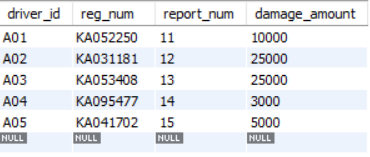 driver_id reg_num report_num damage_amount
A01 KA052250 11 10000
A02 KA031181 12 25000
A03 KA053408 13 25000
A04 KA095477 14 3000
A05 KA041702 15 5000
NULL NULL NULL NULL